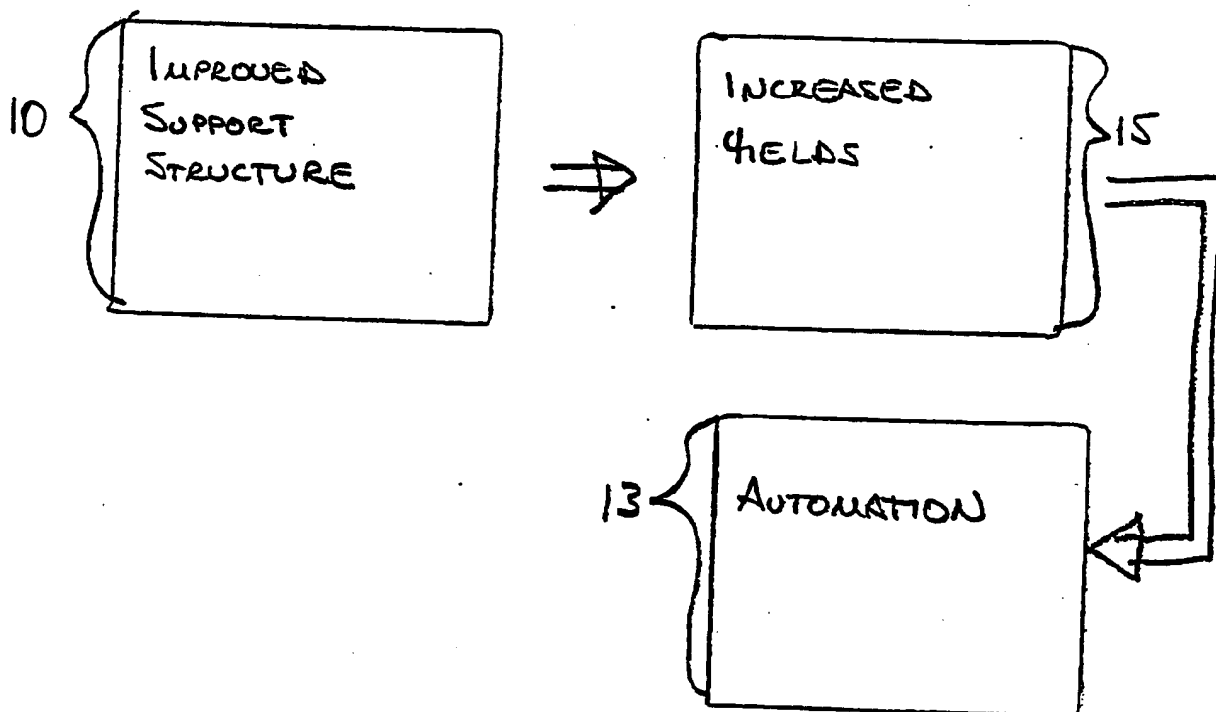 10
IMPROVED
SUPPORT
STRUCTURE
INCREASED
YIELDS
15
13
AUTOMATION